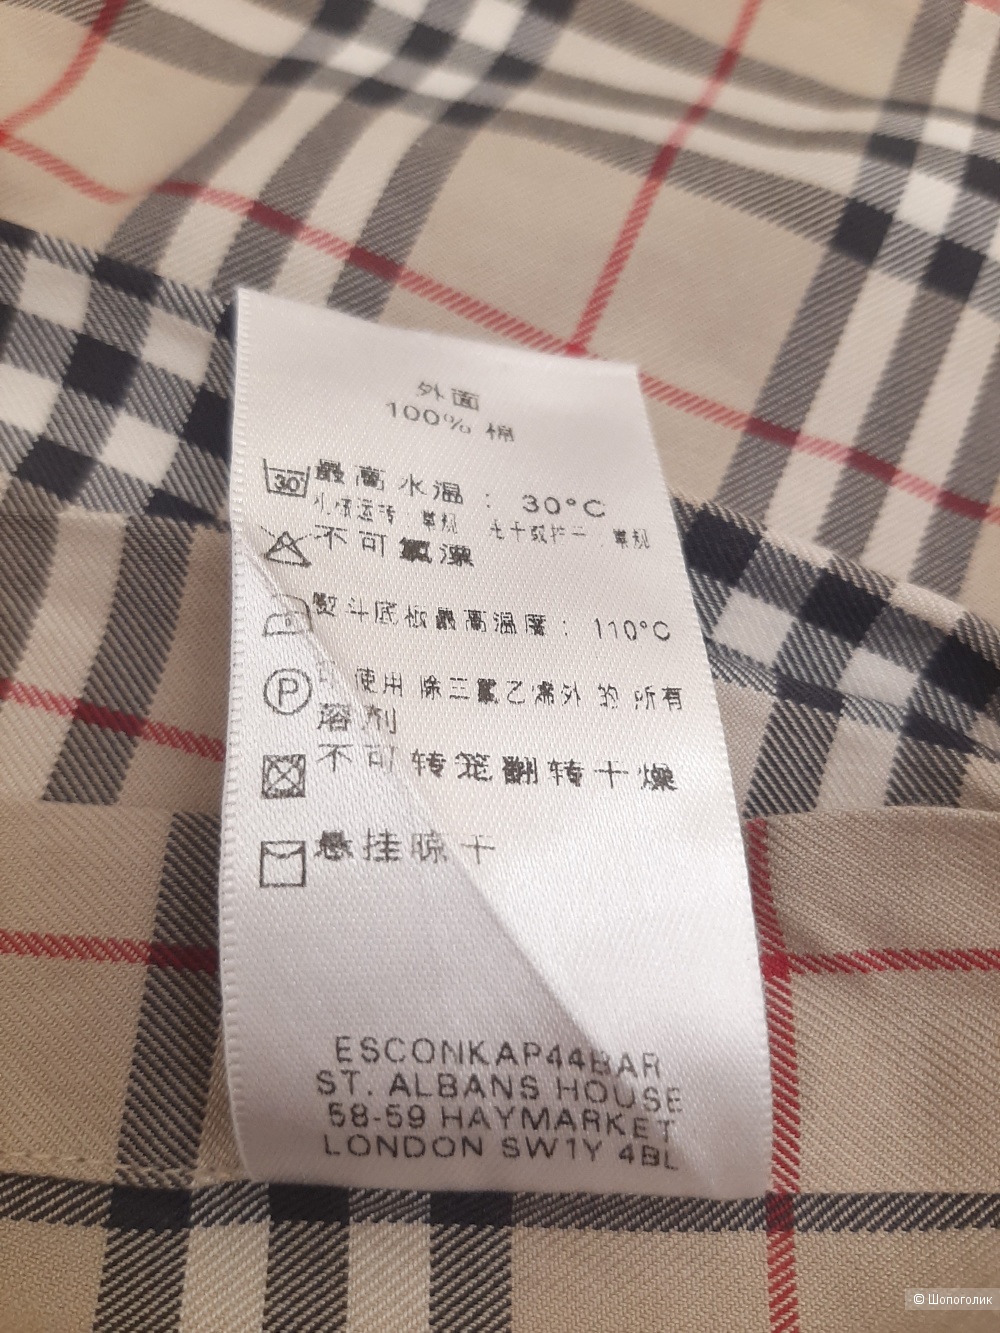 外面
100% 棉
30 最高水温 : 30°C
不可氯漂
熨斗底板最高温度 : 110°C
P 使用 除三氯乙烯外 的 所有
溶剂
不可转笼翻转干燥
悬挂晾干
ESCONKAP44BAR
ST. ALBANS HOUSE
58-59 HAYMARKET
LONDON SW1Y 4BL
© Шопоголик